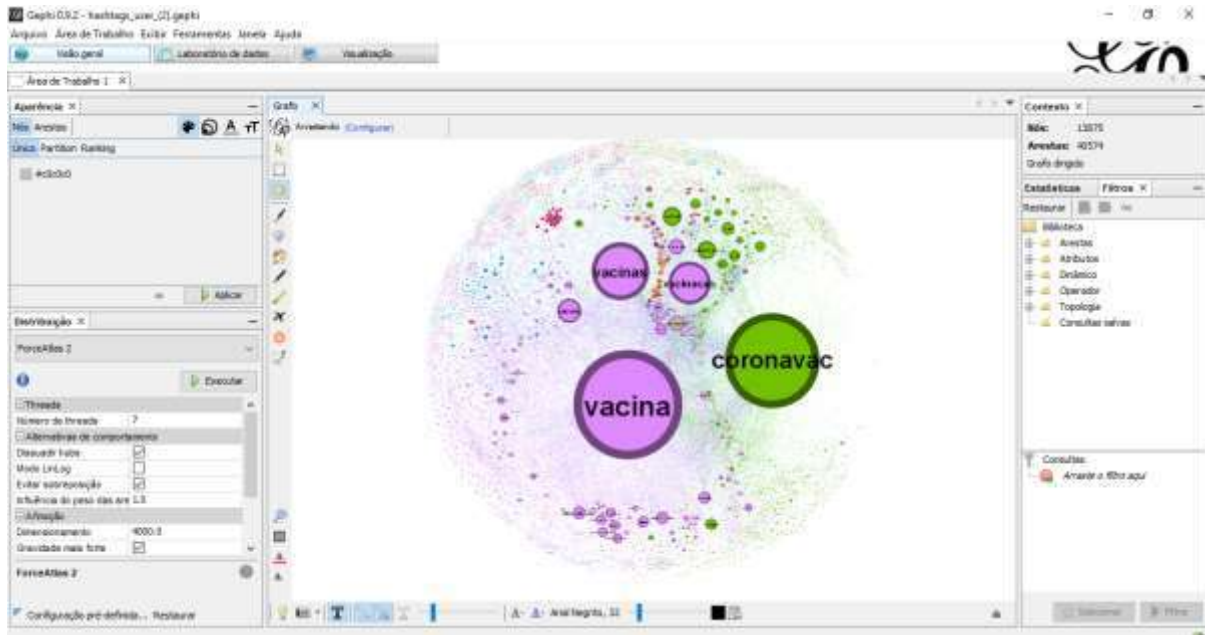 Gephi 0.9.2 - hashtags_user_(2).gephi
Arquivo Área de Trabalho Exibir Ferramentas Janela Ajuda
Visão geral Laboratório de dados Visualização
Área de Trabalho 1
Aparência
Nós Arestas
Único Partition Ranking
#c0c0c0
Aplicar
Distribuição
ForceAtlas 2
Executar
Threads
Número de threads 7
Alternativas de comportamento
Dissuadir hubs
Modo LinLog
Evitar sobreposição
Influência do peso das are 1.0
Afinação
Dimensionamento 4000.0
Gravidade mais forte
ForceAtlas 2
Configuração pré-definida... Restaurar
Grafo
Arrastando (Configurar)
vacinas
vacinacao
coronavac
vacina
Arial Negrito, 32
Contexto
Nós:
Arestas: 40574
Grafo dirigido
Estatísticas Filtros
Restaurar
Biblioteca
Arestas
Atributos
Dinâmico
Operador
Topologia
Consultas salvas
Consultas
Arraste o filtro aqui
Selecionar Filtro